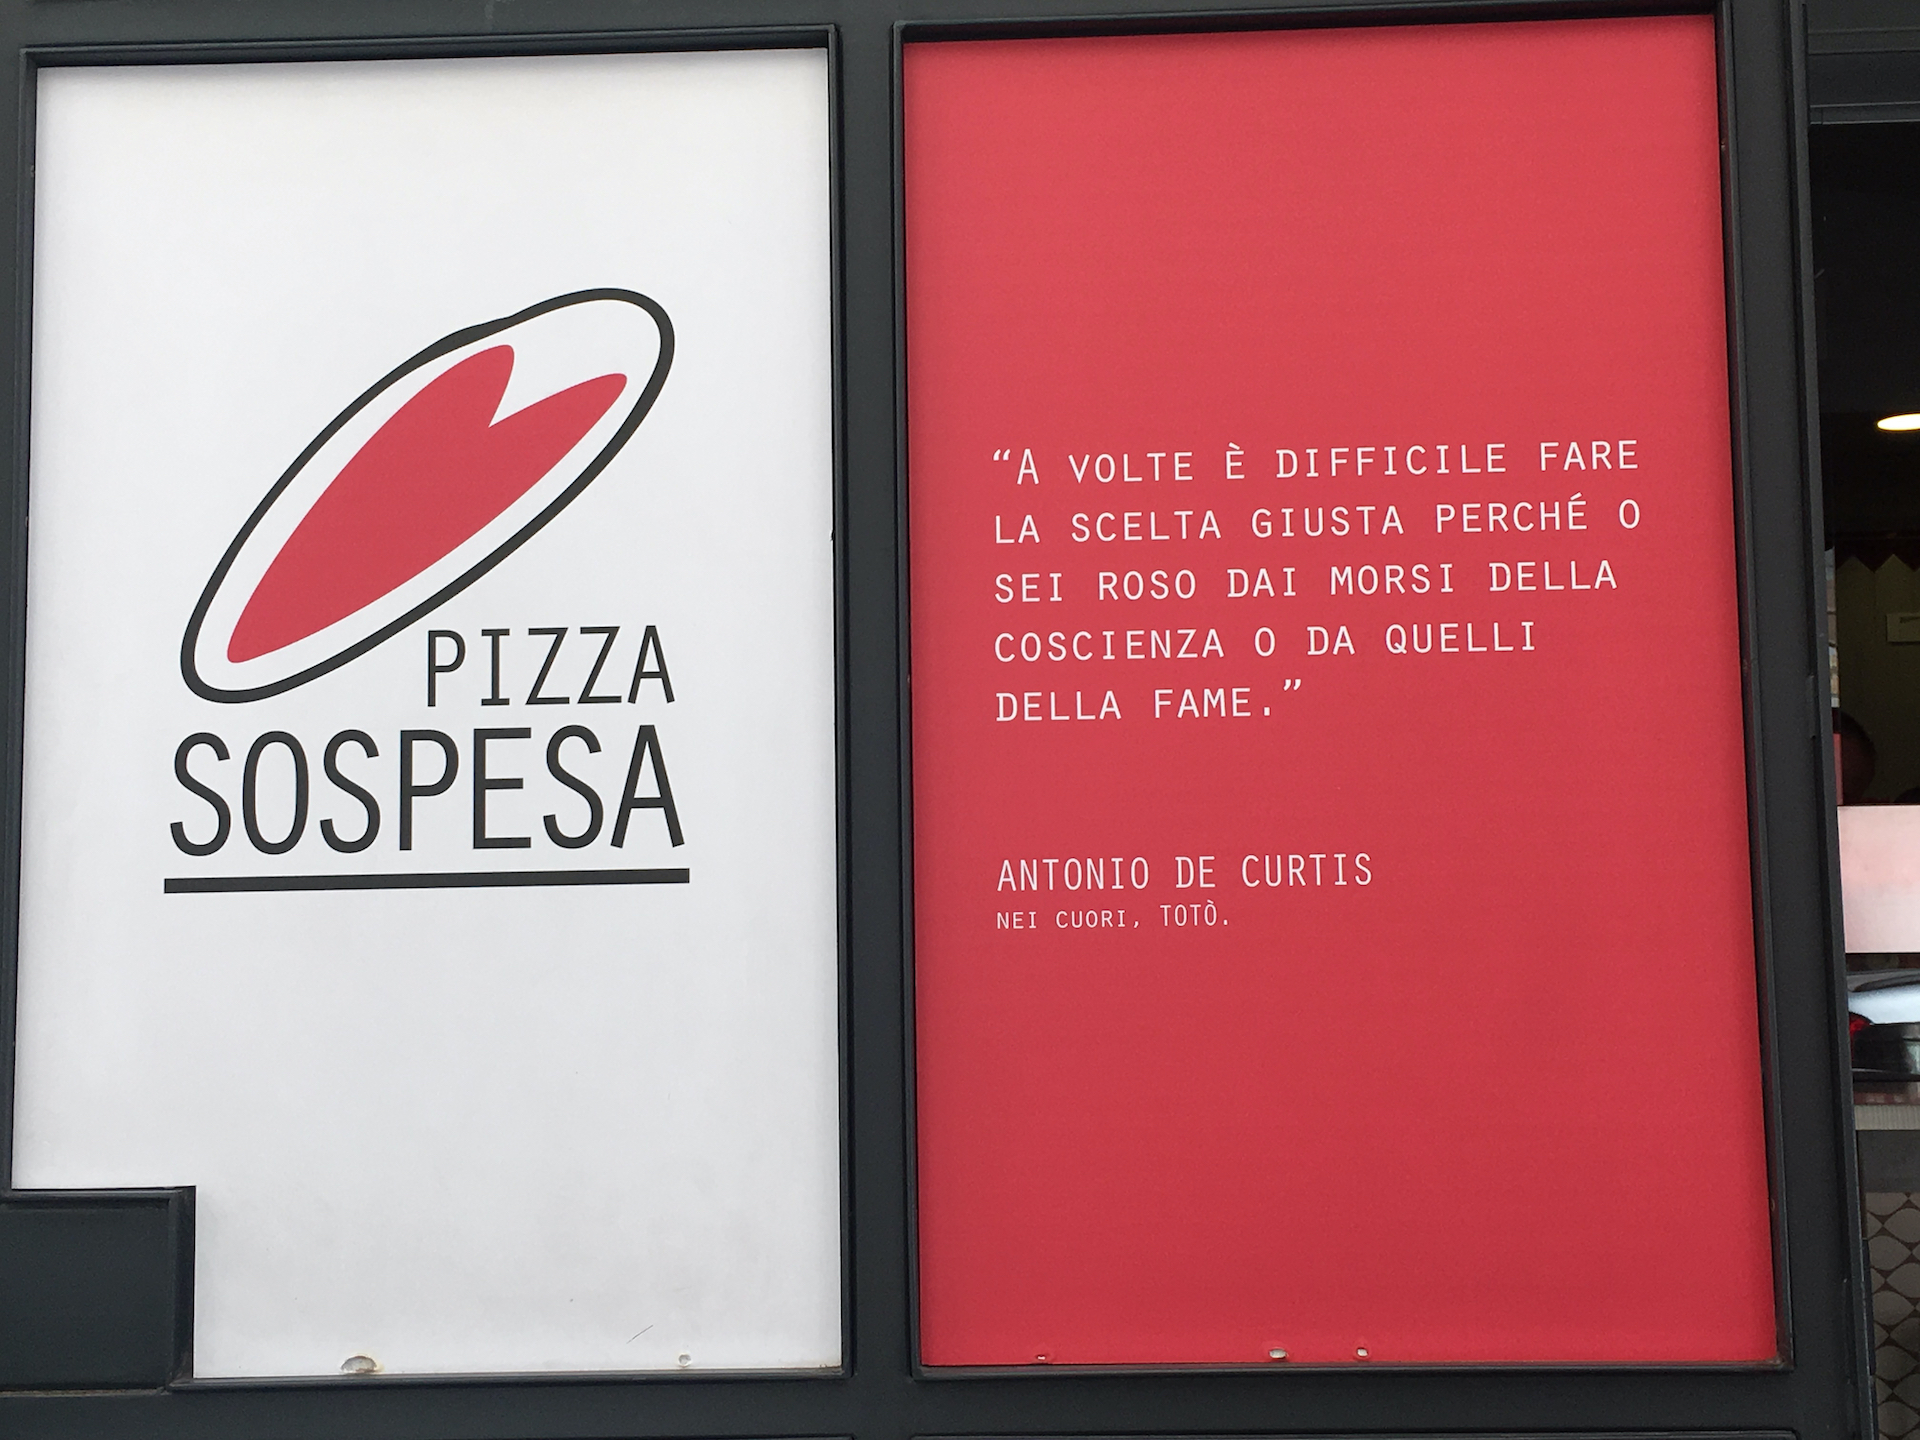 PIZZA
SOSPESA
“A VOLTE È DIFFICILE FARE
LA SCELTA GIUSTA PERCHÉ O
SEI ROSO DAI MORSI DELLA
COSCIENZA O DA QUELLI
DELLA FAME.”
ANTONIO DE CURTIS
NEI CUORI, TOTÒ.